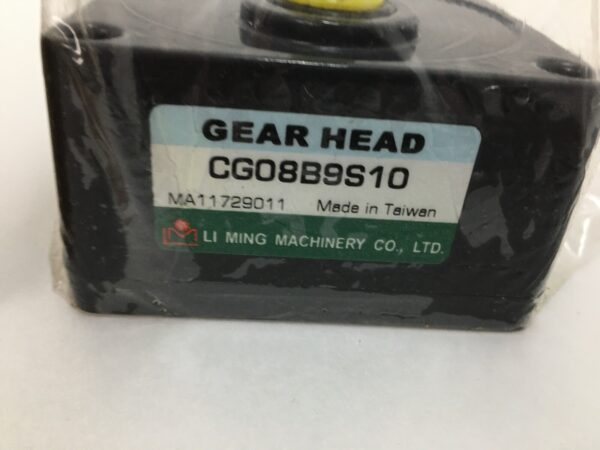 GEAR HEAD
CG08B9S10
MA11729011 Made in Taiwan
LI MING MACHINERY CO., LTD.